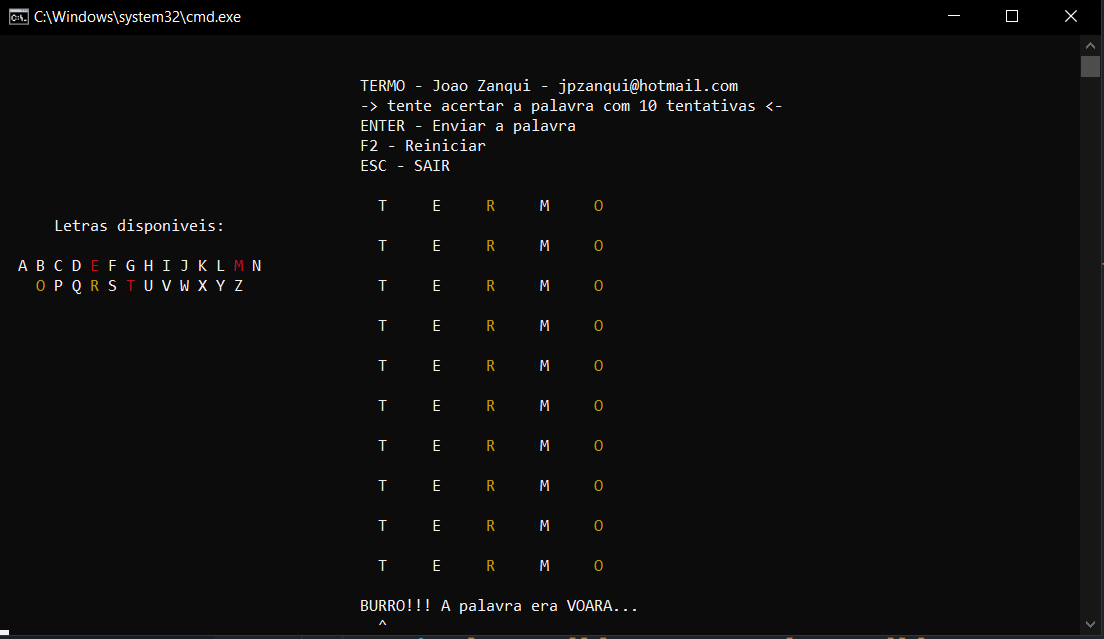 C:\Windows\system32\cmd.exe
TERMO - Joao Zanqui - jpzanqui@hotmail.com
-> tente acertar a palavra com 10 tentativas <-
ENTER - Enviar a palavra
F2 - Reiniciar
ESC - SAIR
T E R M O
Letras disponiveis:
T E R M O
A B C D E F G H I J K L M N
O P Q R S T U V W X Y Z
T E R M O
T E R M O
T E R M O
T E R M O
T E R M O
T E R M O
T E R M O
T E R M O
BURRO!!! A palavra era VOARA...
^